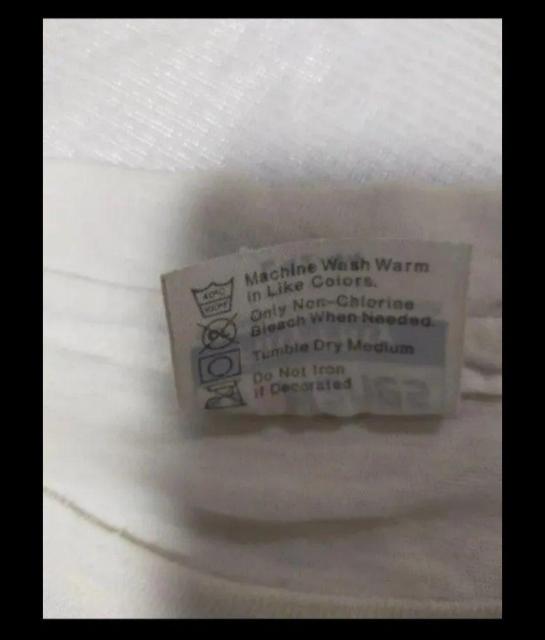 Machine Wash Warm
in Like Colors.
Only Non-Chlorine
Bleach When Needed.
Tumble Dry Medium
Do Not Iron
if Decorated